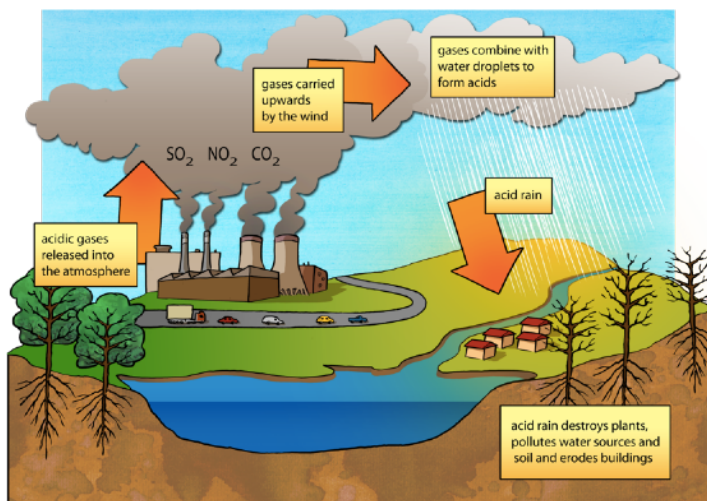 gases combine with
water droplets to
form acids
gases carried
upwards
by the wind
SO₂ NO₂ CO₂
acid rain
acidic gases
released into
the atmosphere
acid rain destroys plants,
pollutes water sources and
soil and erodes buildings